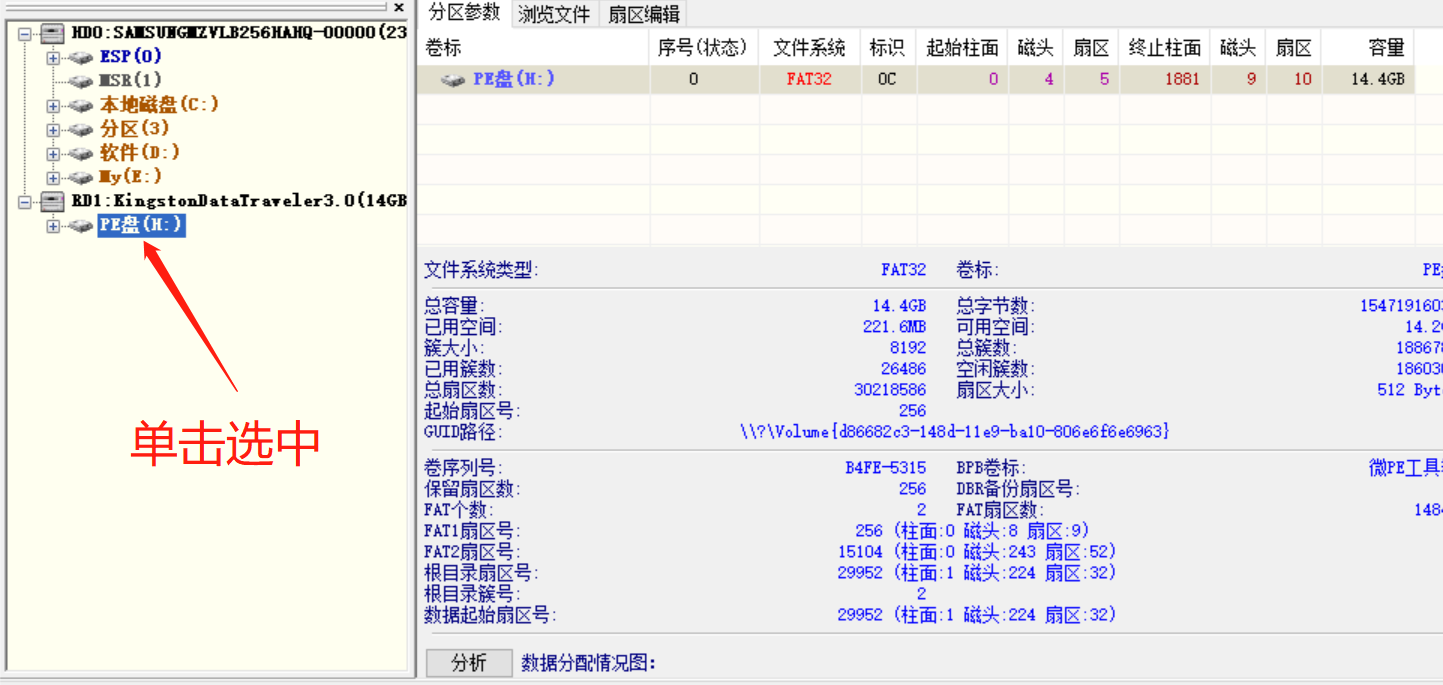 HD0:SAMSUNGMZVLB256HAHQ-00000(23
ESP(0)
MSR(1)
本地磁盘(C:)
分区(3)
软件(D:)
My(E:)
RD1:KingstonDataTraveler3.0(14GB
PE盘(H:)
单击选中
分区参数 浏览文件 扇区编辑
卷标 序号(状态) 文件系统 标识 起始柱面 磁头 扇区 终止柱面 磁头 扇区 容量
PE盘(H:) 0 FAT32 0C 0 4 5 1881 9 10 14.4GB
文件系统类型: FAT32 卷标: PE
总容量: 14.4GB 总字节数: 1547191603
已用空间: 221.6MB 可用空间: 14.2
簇大小: 8192 总簇数: 18867
已用簇数: 26486 空闲簇数: 18603
总扇区数: 30218586 扇区大小: 512 Byt
起始扇区号: 256
GUID路径: \\?\Volume{d86682c3-148d-11e9-ba10-806e6f6e6963}
卷序列号: B4FE-5315 BPB卷标: 微PE工具
保留扇区数: 256 DBR备份扇区号:
FAT个数: 2 FAT扇区数: 148
FAT1扇区号: 256 (柱面:0 磁头:8 扇区:9)
FAT2扇区号: 15104 (柱面:0 磁头:243 扇区:52)
根目录扇区号: 29952 (柱面:1 磁头:224 扇区:32)
根目录簇号: 2
数据起始扇区号: 29952 (柱面:1 磁头:224 扇区:32)
分析 数据分配情况图: